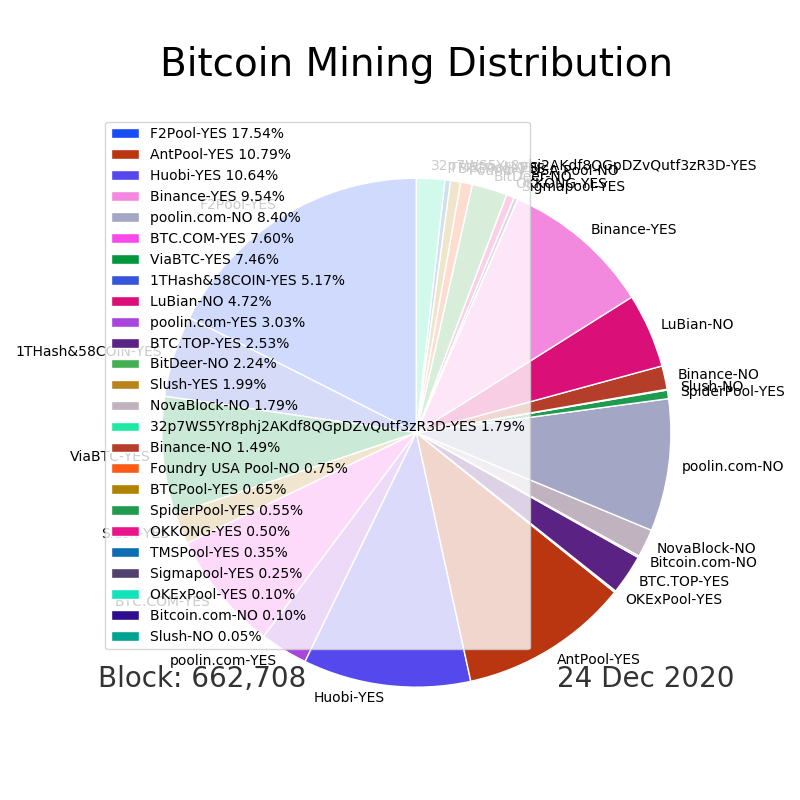 Bitcoin Mining Distribution
F2Pool-YES 17.54%
AntPool-YES 10.79%
Huobi-YES 10.64%
Binance-YES 9.54%
poolin.com-NO 8.40%
BTC.COM-YES 7.60%
ViaBTC-YES 7.46%
1THash&58COIN-YES 5.17%
LuBian-NO 4.72%
poolin.com-YES 3.03%
BTC.TOP-YES 2.53%
BitDeer-NO 2.24%
Slush-YES 1.99%
NovaBlock-NO 1.79%
32p7WS5Yr8phj2AKdf8QGpDZvQutf3zR3D-YES 1.79%
Binance-NO 1.49%
Foundry USA Pool-NO 0.75%
BTCPool-YES 0.65%
SpiderPool-YES 0.55%
OKKONG-YES 0.50%
TMSPool-YES 0.35%
Sigmapool-YES 0.25%
OKExPool-YES 0.10%
Bitcoin.com-NO 0.10%
Slush-NO 0.05%
F2Pool-YES
1THash&58COIN-YES
ViaBTC-YES
BTC.COM-YES
poolin.com-YES
Huobi-YES
BitDeer-NO
OKKONG-YES
Sigmapool-YES
Binance-YES
LuBian-NO
Binance-NO
Slush-NO
SpiderPool-YES
poolin.com-NO
NovaBlock-NO
Bitcoin.com-NO
BTC.TOP-YES
OKExPool-YES
AntPool-YES
Block: 662,708
24 Dec 2020